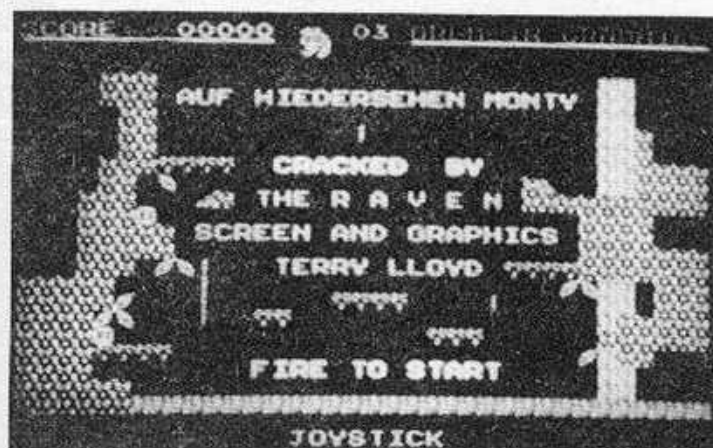 SCORE 00000 03
AUF WIEDERSEHEN MONTY
CRACKED BY
THE R A V E N
SCREEN AND GRAPHICS
TERRY LLOYD
FIRE TO START
JOYSTICK